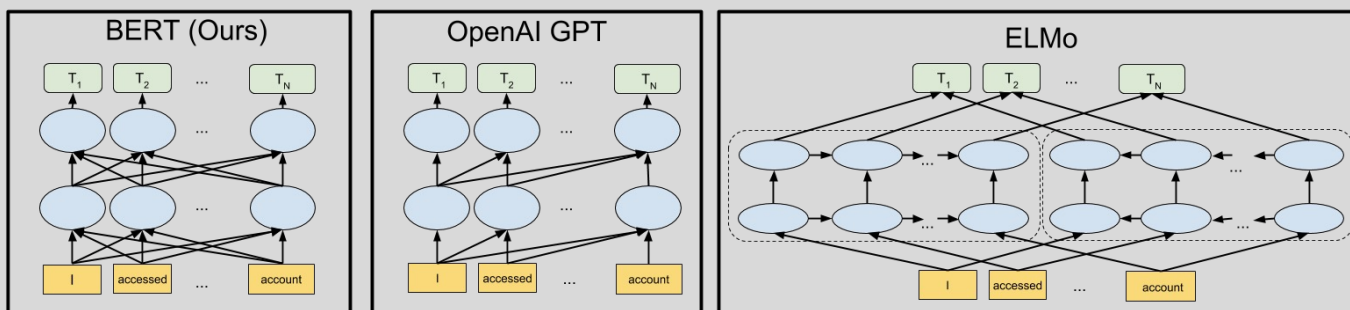 BERT (Ours)
T1 T2 ... TN
...
...
I accessed ... account
OpenAI GPT
T1 T2 ... TN
...
...
I accessed ... account
ELMo
T1 T2 ... TN
... ...
...
... ...
I accessed ... account